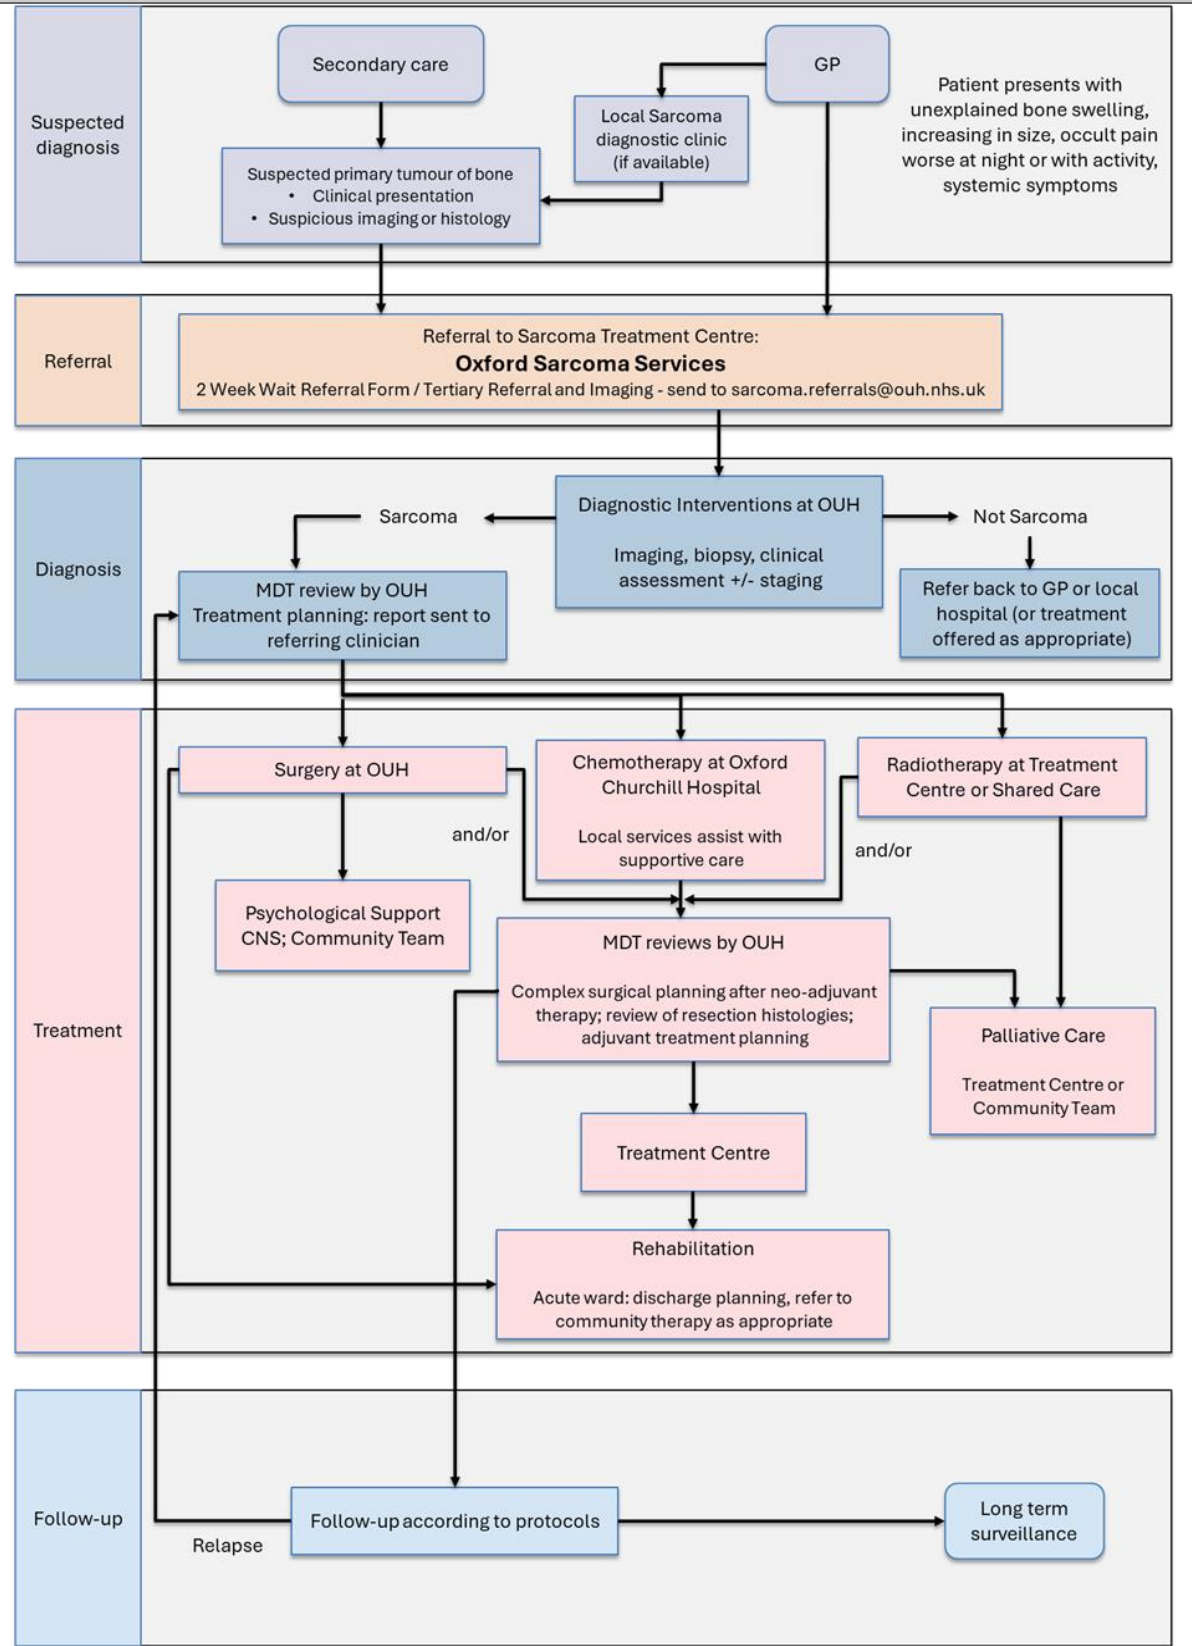 Suspected
diagnosis
Secondary care
GP
Local Sarcoma
diagnostic clinic
(if available)
Patient presents with
unexplained bone swelling,
increasing in size, occult pain
worse at night or with activity,
systemic symptoms
Suspected primary tumour of bone
• Clinical presentation
• Suspicious imaging or histology
Referral
Referral to Sarcoma Treatment Centre:
Oxford Sarcoma Services
2 Week Wait Referral Form / Tertiary Referral and Imaging - send to sarcoma.referrals@ouh.nhs.uk
Diagnosis
Diagnostic Interventions at OUH
Imaging, biopsy, clinical
assessment +/- staging
Sarcoma
Not Sarcoma
MDT review by OUH
Treatment planning: report sent to
referring clinician
Refer back to GP or local
hospital (or treatment
offered as appropriate)
Treatment
Surgery at OUH
Chemotherapy at Oxford
Churchill Hospital
Local services assist with
supportive care
Radiotherapy at Treatment
Centre or Shared Care
and/or
and/or
Psychological Support
CNS; Community Team
MDT reviews by OUH
Complex surgical planning after neo-adjuvant
therapy; review of resection histologies;
adjuvant treatment planning
Palliative Care
Treatment Centre or
Community Team
Treatment Centre
Rehabilitation
Acute ward: discharge planning, refer to
community therapy as appropriate
Follow-up
Follow-up according to protocols
Relapse
Long term
surveillance